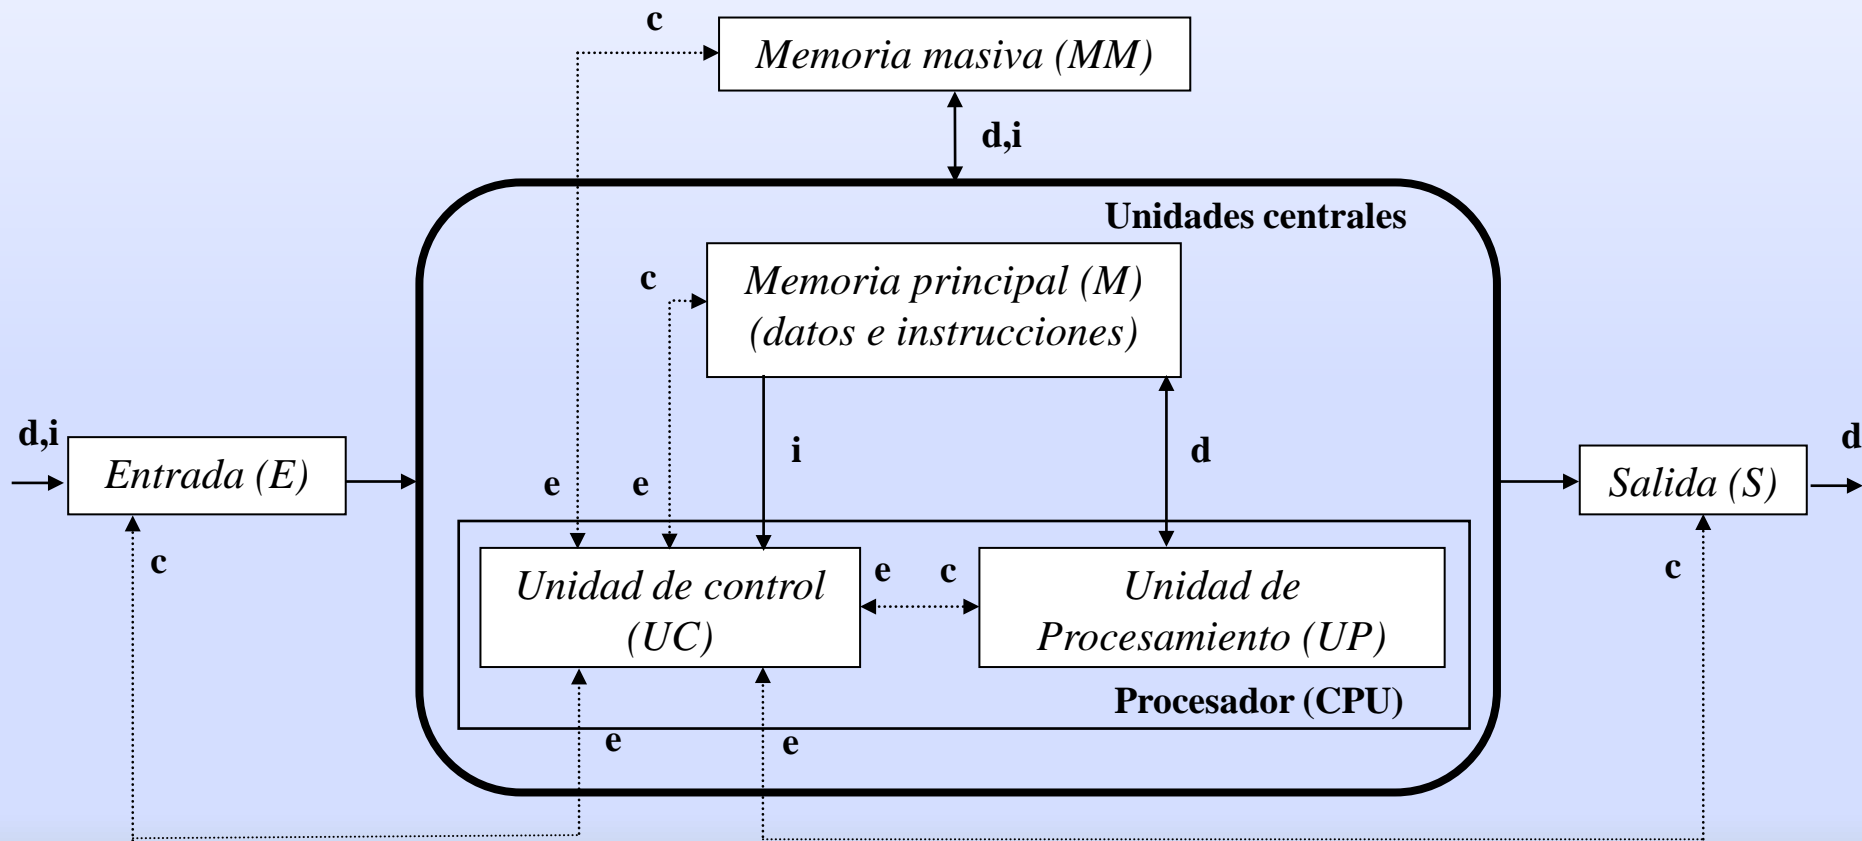 c
Memoria masiva (MM)
d,i
Unidades centrales
c
Memoria principal (M)
(datos e instrucciones)
d,i
Entrada (E)
i
d
d
Salida (S)
e
e
c
Unidad de control
(UC)
e
c
Unidad de
Procesamiento (UP)
c
Procesador (CPU)
e
e